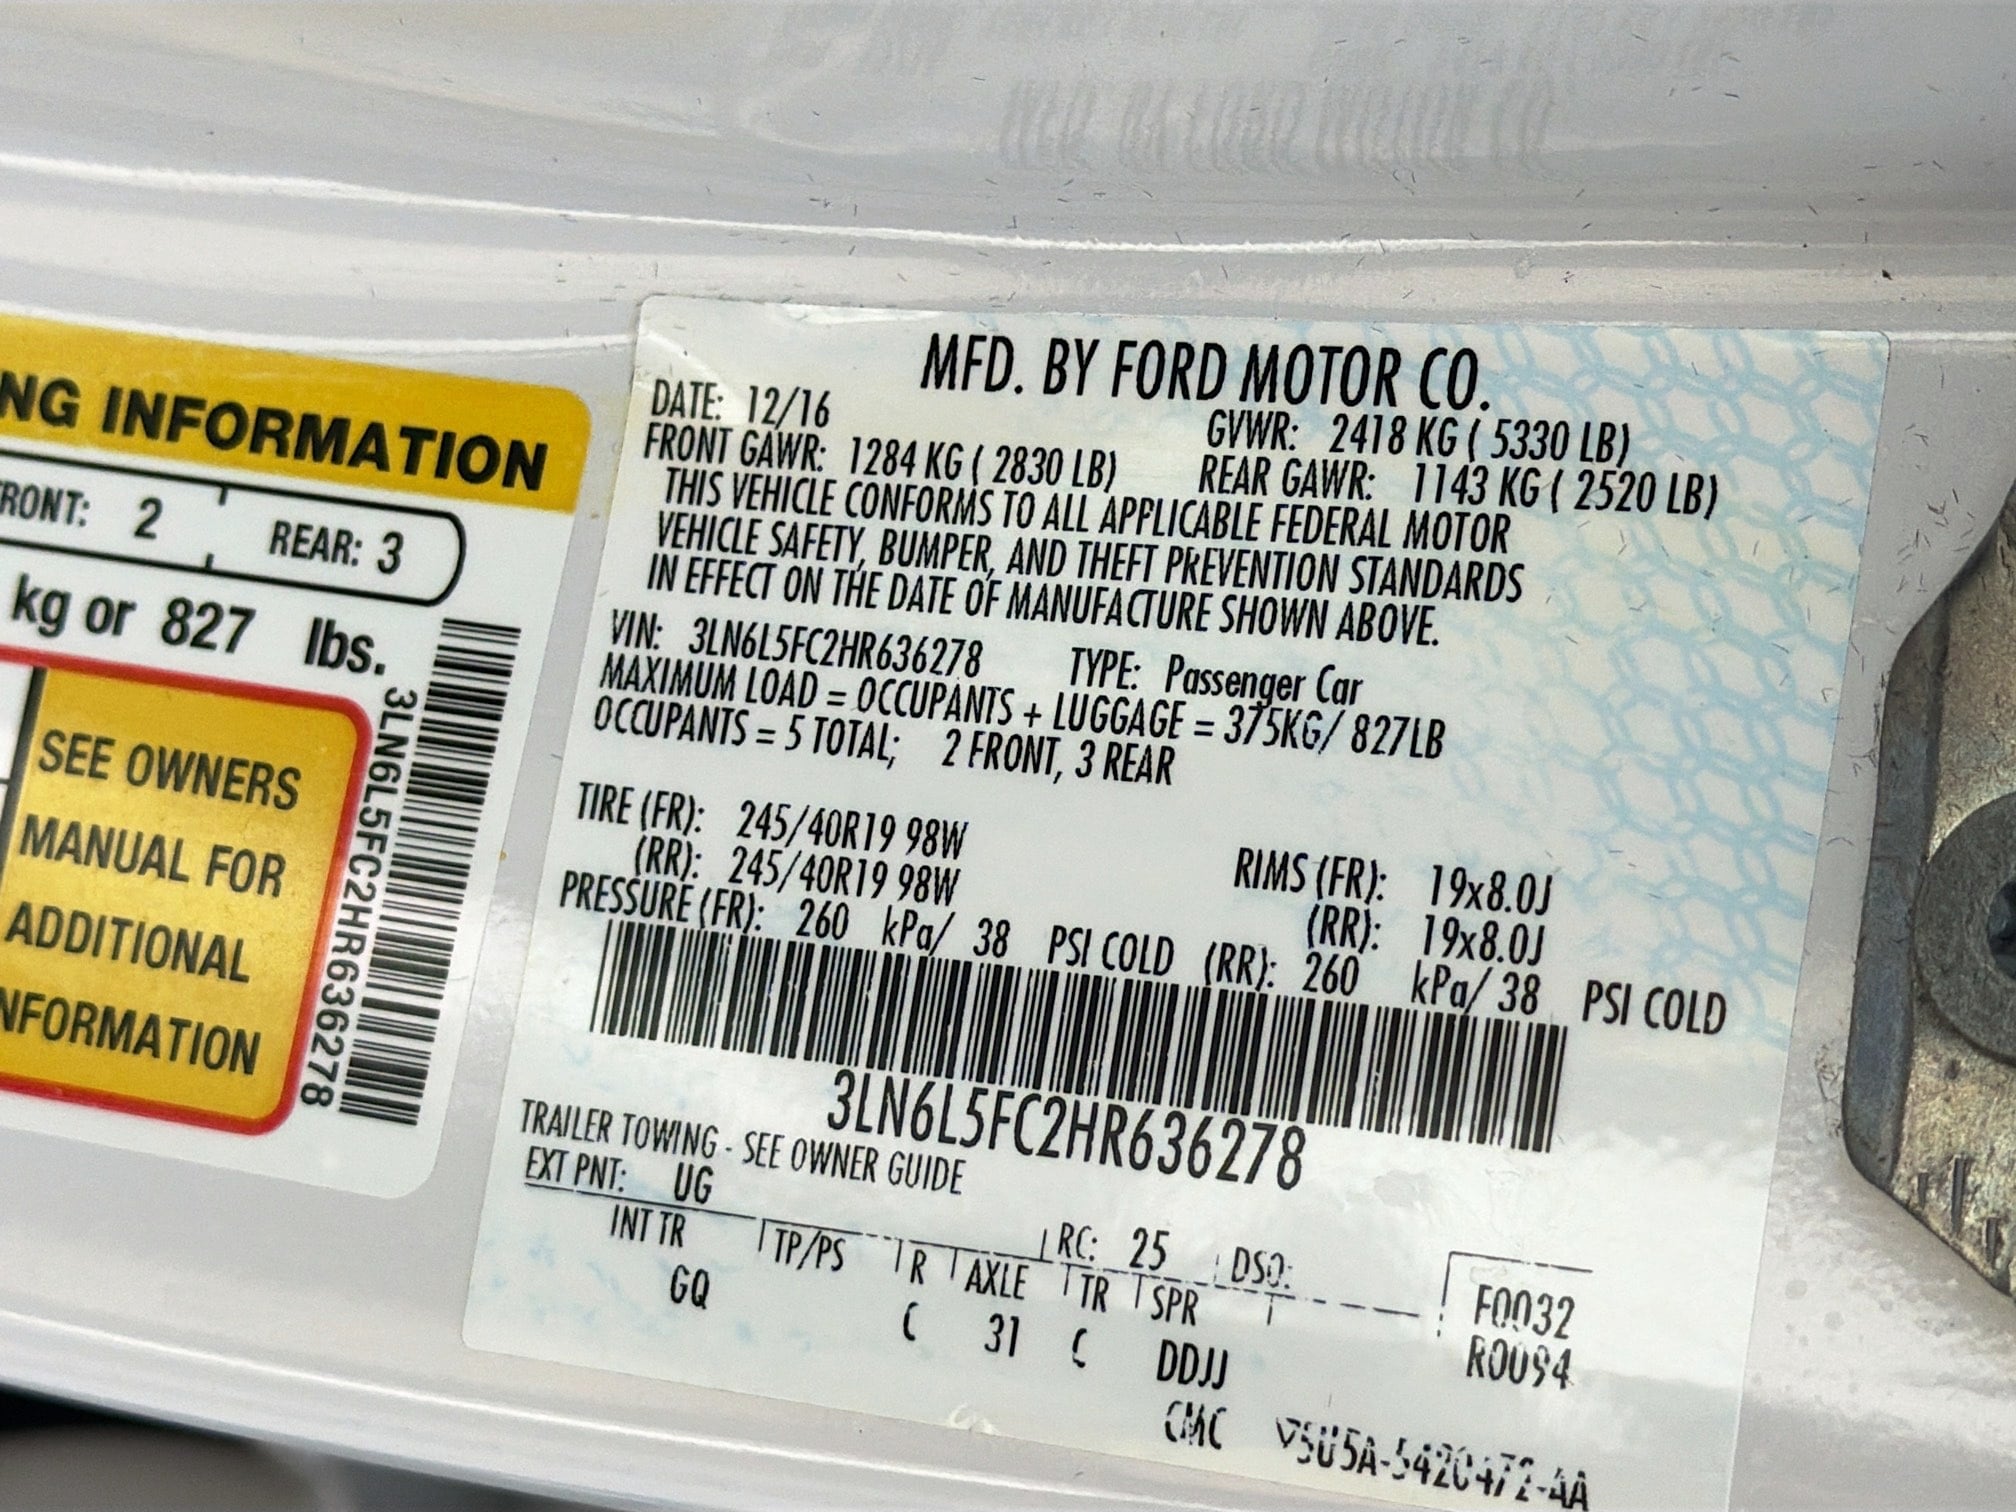 NG INFORMATION
RONT: 2 REAR: 3
kg or 827 lbs.
SEE OWNERS
MANUAL FOR
ADDITIONAL
NFORMATION
3LN6L5FC2HR636278
MFD. BY FORD MOTOR CO.
DATE: 12/16 GVWR: 2418 KG ( 5330 LB)
FRONT GAWR: 1284 KG ( 2830 LB) REAR GAWR: 1143 KG ( 2520 LB)
THIS VEHICLE CONFORMS TO ALL APPLICABLE FEDERAL MOTOR
VEHICLE SAFETY, BUMPER, AND THEFT PREVENTION STANDARDS
IN EFFECT ON THE DATE OF MANUFACTURE SHOWN ABOVE.
VIN: 3LN6L5FC2HR636278 TYPE: Passenger Car
MAXIMUM LOAD = OCCUPANTS + LUGGAGE = 375KG/ 827LB
OCCUPANTS = 5 TOTAL; 2 FRONT, 3 REAR
TIRE (FR): 245/40R19 98W RIMS (FR): 19x8.0J
(RR): 245/40R19 98W (RR): 19x8.0J
PRESSURE (FR): 260 kPa/ 38 PSI COLD (RR): 260 kPa/ 38 PSI COLD
3LN6L5FC2HR636278
TRAILER TOWING - SEE OWNER GUIDE
EXT PNT: UG RC: 25 DSO:
INT TR TP/PS R AXLE TR SPR
GQ C 31 C DDJJ
F0032
R0094
CMC 5U5A-5420472-AA